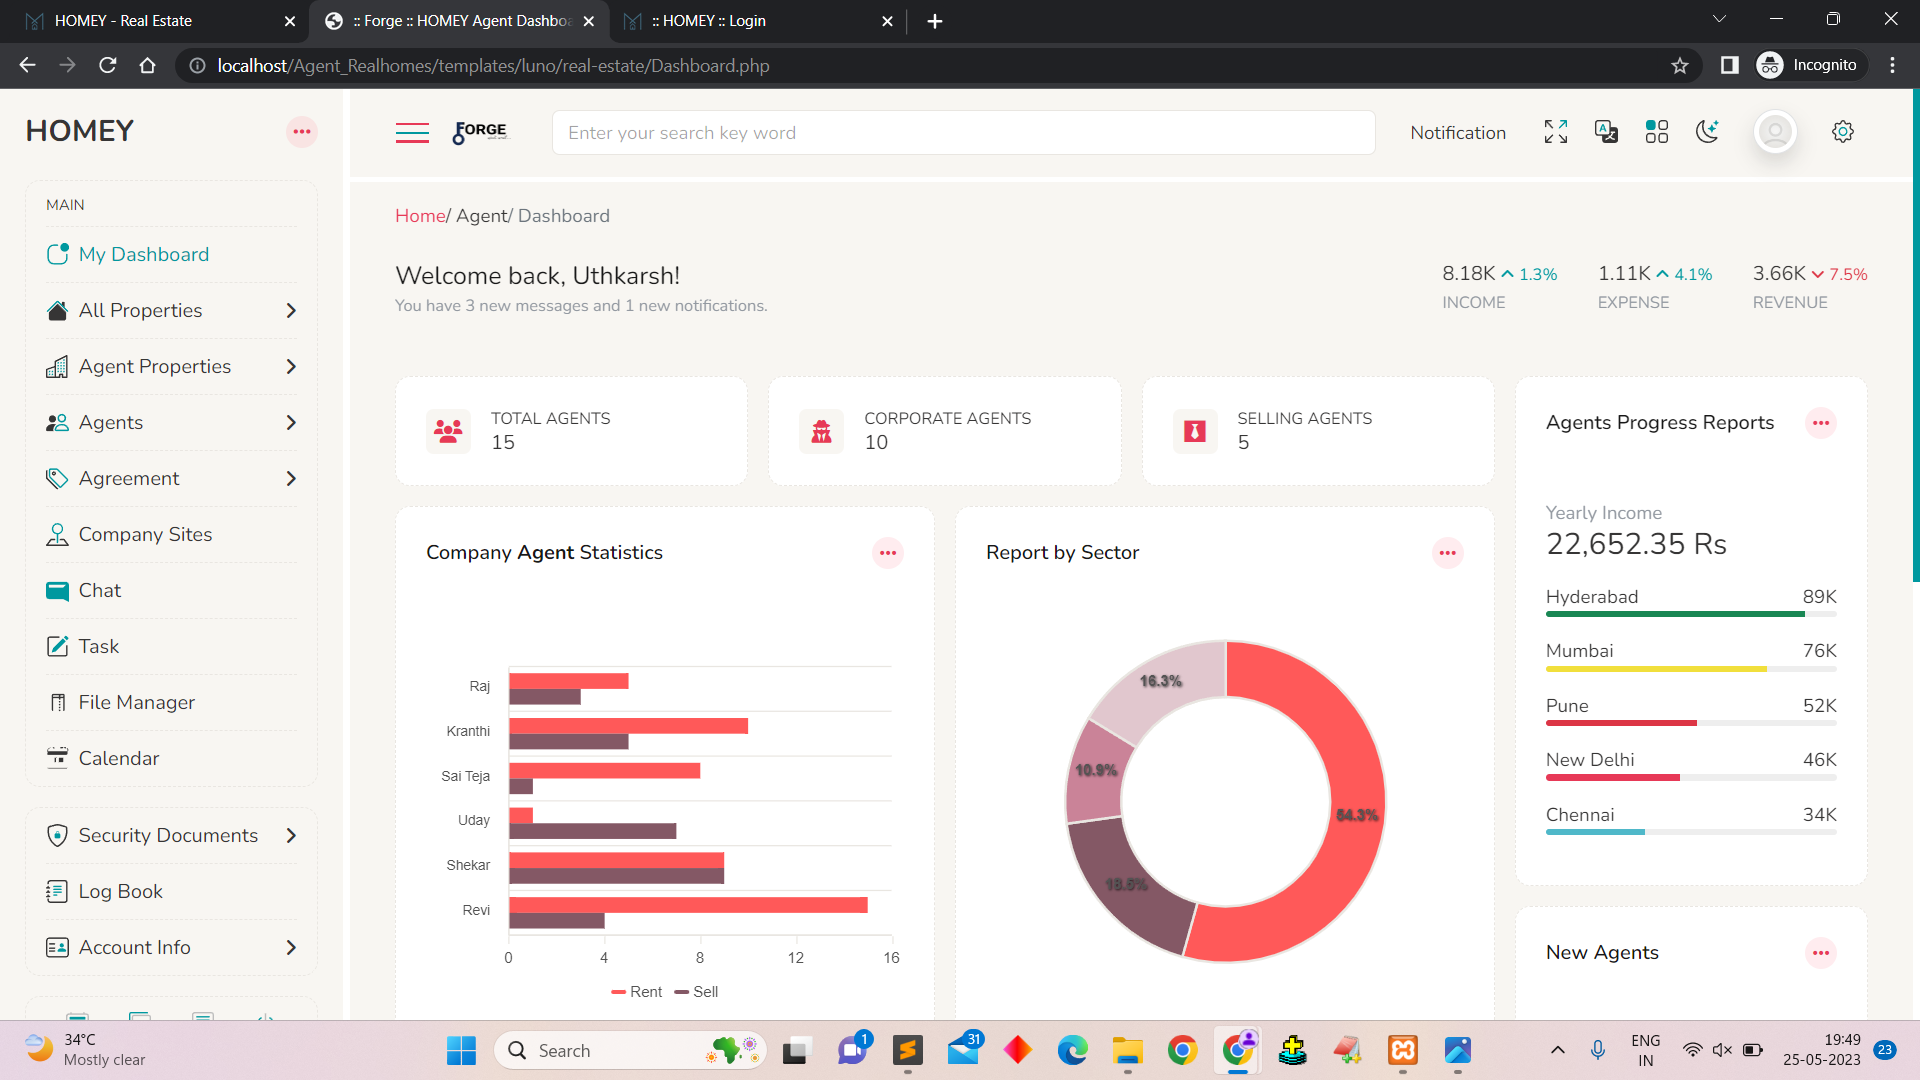 HOMEY - Real Estate
:: Forge :: HOMEY Agent Dashboa
:: HOMEY :: Login
localhost/Agent_Realhomes/templates/luno/real-estate/Dashboard.php
Incognito
HOMEY
FORGE
Enter your search key word
Notification
MAIN
My Dashboard
All Properties
Agent Properties
Agents
Agreement
Company Sites
Chat
Task
File Manager
Calendar
Security Documents
Log Book
Account Info
Home/ Agent/ Dashboard
Welcome back, Uthkarsh!
You have 3 new messages and 1 new notifications.
8.18K 1.3%
INCOME
1.11K 4.1%
EXPENSE
3.66K 7.5%
REVENUE
TOTAL AGENTS
15
CORPORATE AGENTS
10
SELLING AGENTS
5
Company Agent Statistics
Raj
Kranthi
Sai Teja
Uday
Shekar
Revi
0 4 8 12 16
Rent Sell
Report by Sector
16.3%
10.9%
54.3%
18.5%
Agents Progress Reports
Yearly Income
22,652.35 Rs
Hyderabad 89K
Mumbai 76K
Pune 52K
New Delhi 46K
Chennai 34K
New Agents
34°C
Mostly clear
Search
1
31
ENG
IN
19:49
25-05-2023
23